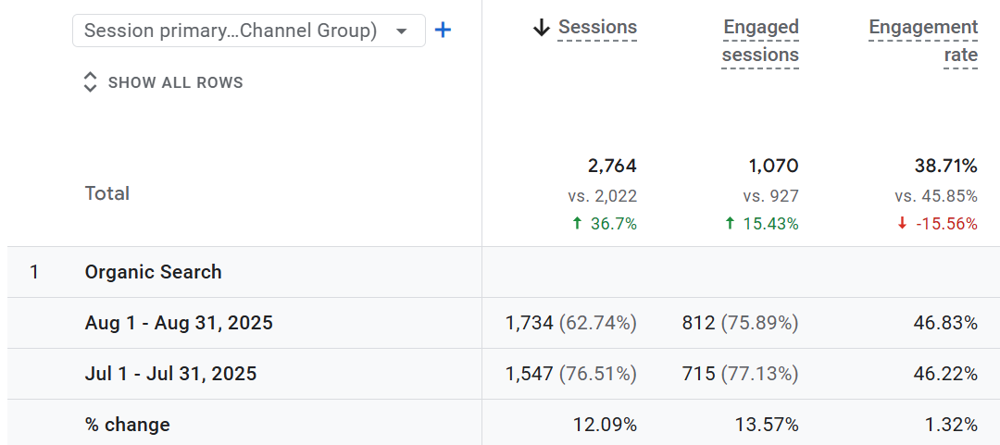 Session primary...Channel Group)
Sessions
Engaged sessions
Engagement rate
SHOW ALL ROWS
Total
2,764 1,070 38.71%
vs. 2,022 vs. 927 vs. 45.85%
36.7% 15.43% -15.56%
1 Organic Search
Aug 1 - Aug 31, 2025 1,734 (62.74%) 812 (75.89%) 46.83%
Jul 1 - Jul 31, 2025 1,547 (76.51%) 715 (77.13%) 46.22%
% change 12.09% 13.57% 1.32%